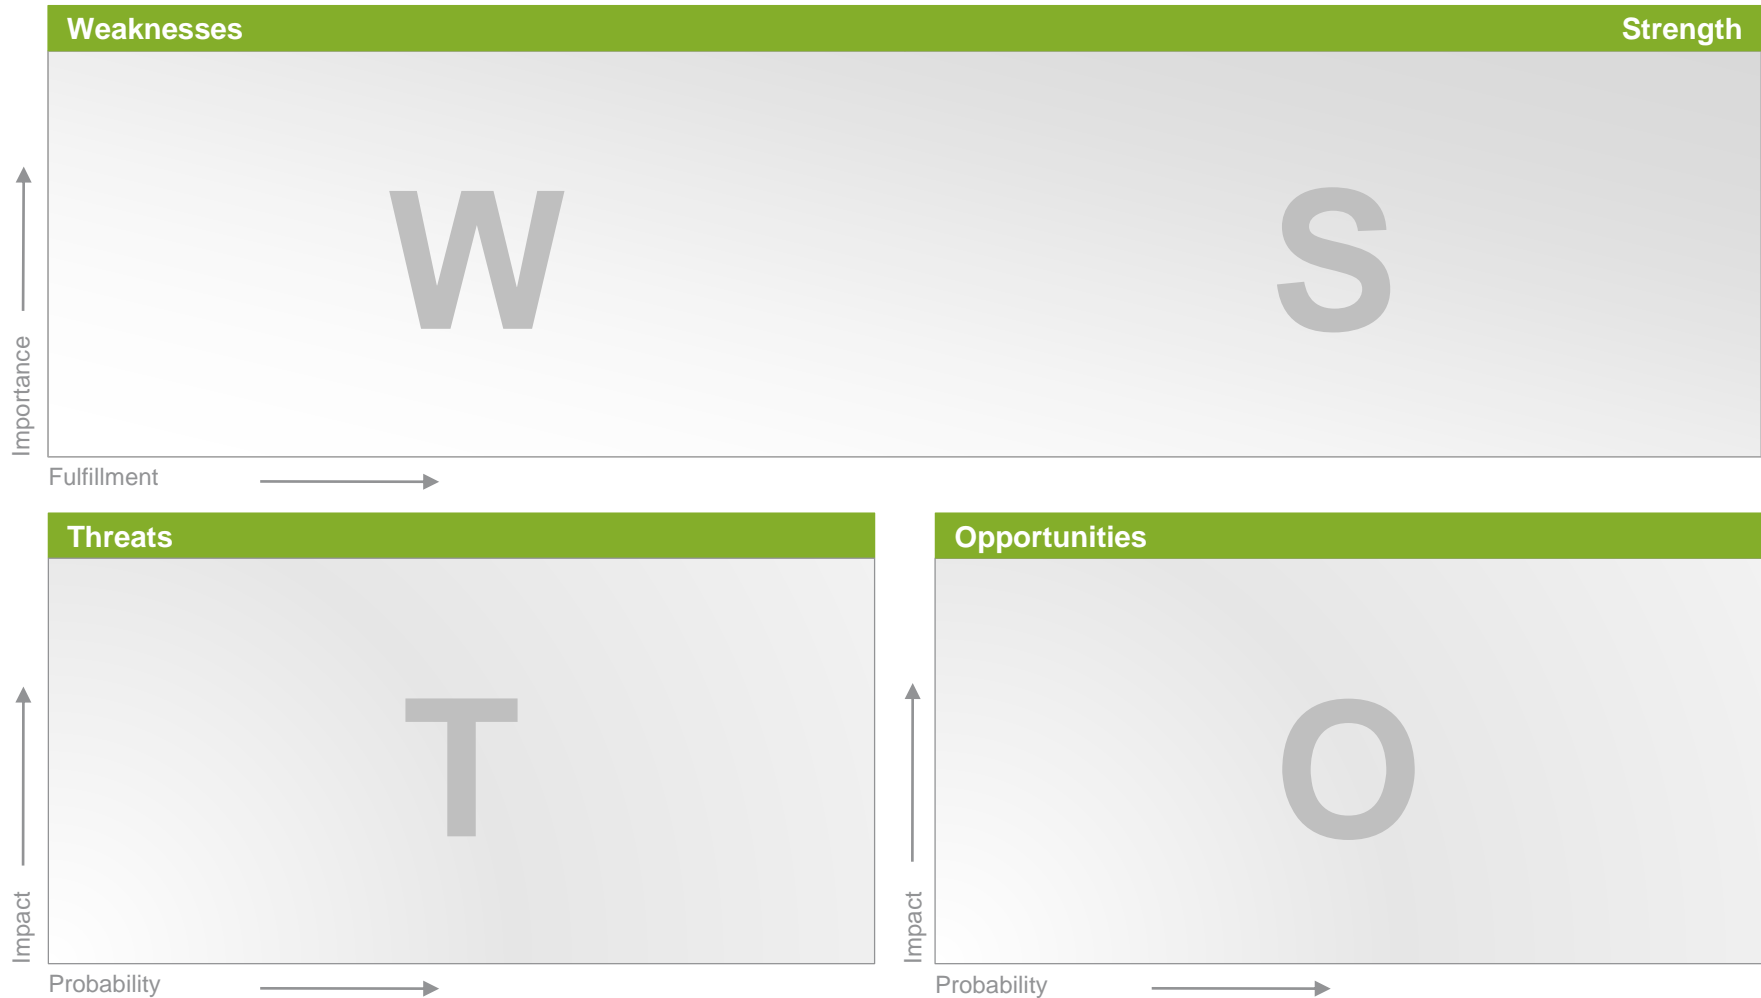 Weaknesses Strength
W S
Importance
Fulfillment
Threats Opportunities
T O
Impact Impact
Probability Probability